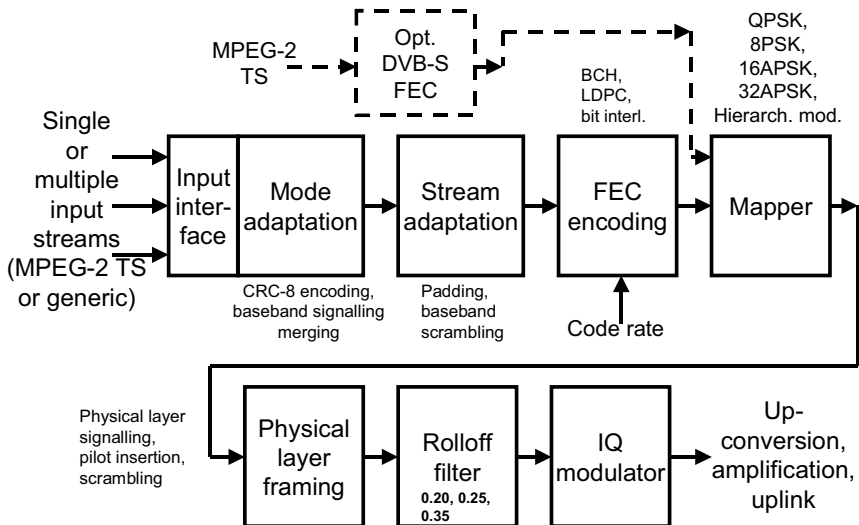 MPEG-2
TS
Opt.
DVB-S
FEC
QPSK,
8PSK,
16APSK,
32APSK,
Hierarch. mod.
BCH,
LDPC,
bit interl.
Single
or
multiple
input
streams
(MPEG-2 TS
or generic)
Input
inter-
face
Mode
adaptation
Stream
adaptation
FEC
encoding
Mapper
CRC-8 encoding,
baseband signalling
merging
Padding,
baseband
scrambling
Code rate
Physical layer
signalling,
pilot insertion,
scrambling
Physical
layer
framing
Rolloff
filter
0.20, 0.25,
0.35
IQ
modulator
Up-
conversion,
amplification,
uplink